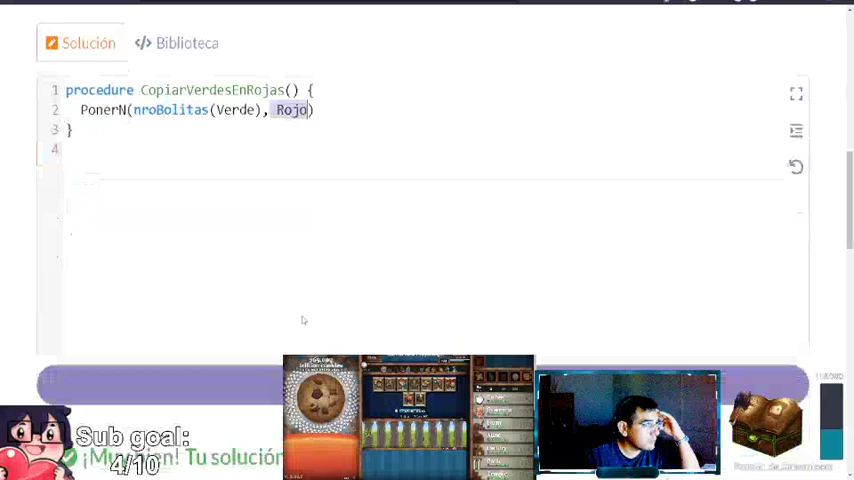 Solución
</> Biblioteca
1 procedure CopiarVerdesEnRojas() {
2 PonerN(nroBolitas(Verde), Rojo)
3 }
4
Sub goal:
4/10
¡Muy bien! Tu solución